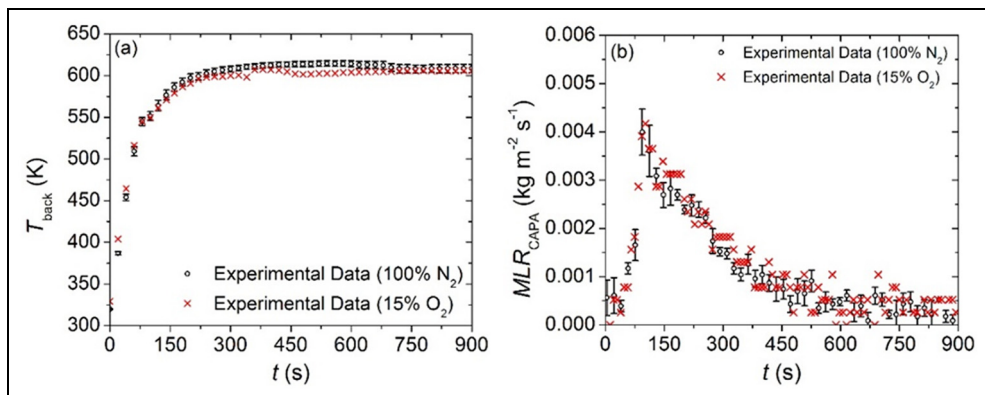 (a)
650
600
550
500
450
400
350
300
T_back (K)
Experimental Data (100% N₂)
Experimental Data (15% O₂)
0 150 300 450 600 750 900
t (s)
(b)
0.006
0.005
0.004
0.003
0.002
0.001
0.000
MLR_CAPA (kg m⁻² s⁻¹)
Experimental Data (100% N₂)
Experimental Data (15% O₂)
0 150 300 450 600 750 900
t (s)